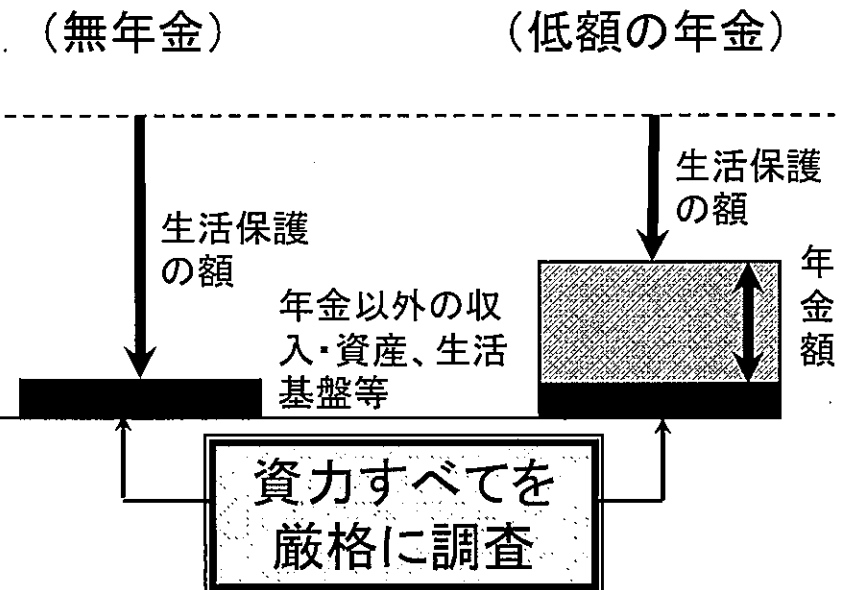 （無年金）
（低額の年金）
生活保護
の額
生活保護
の額
年金以外の収
入・資産、生活
基盤等
年
金
額
資力すべてを
厳格に調査